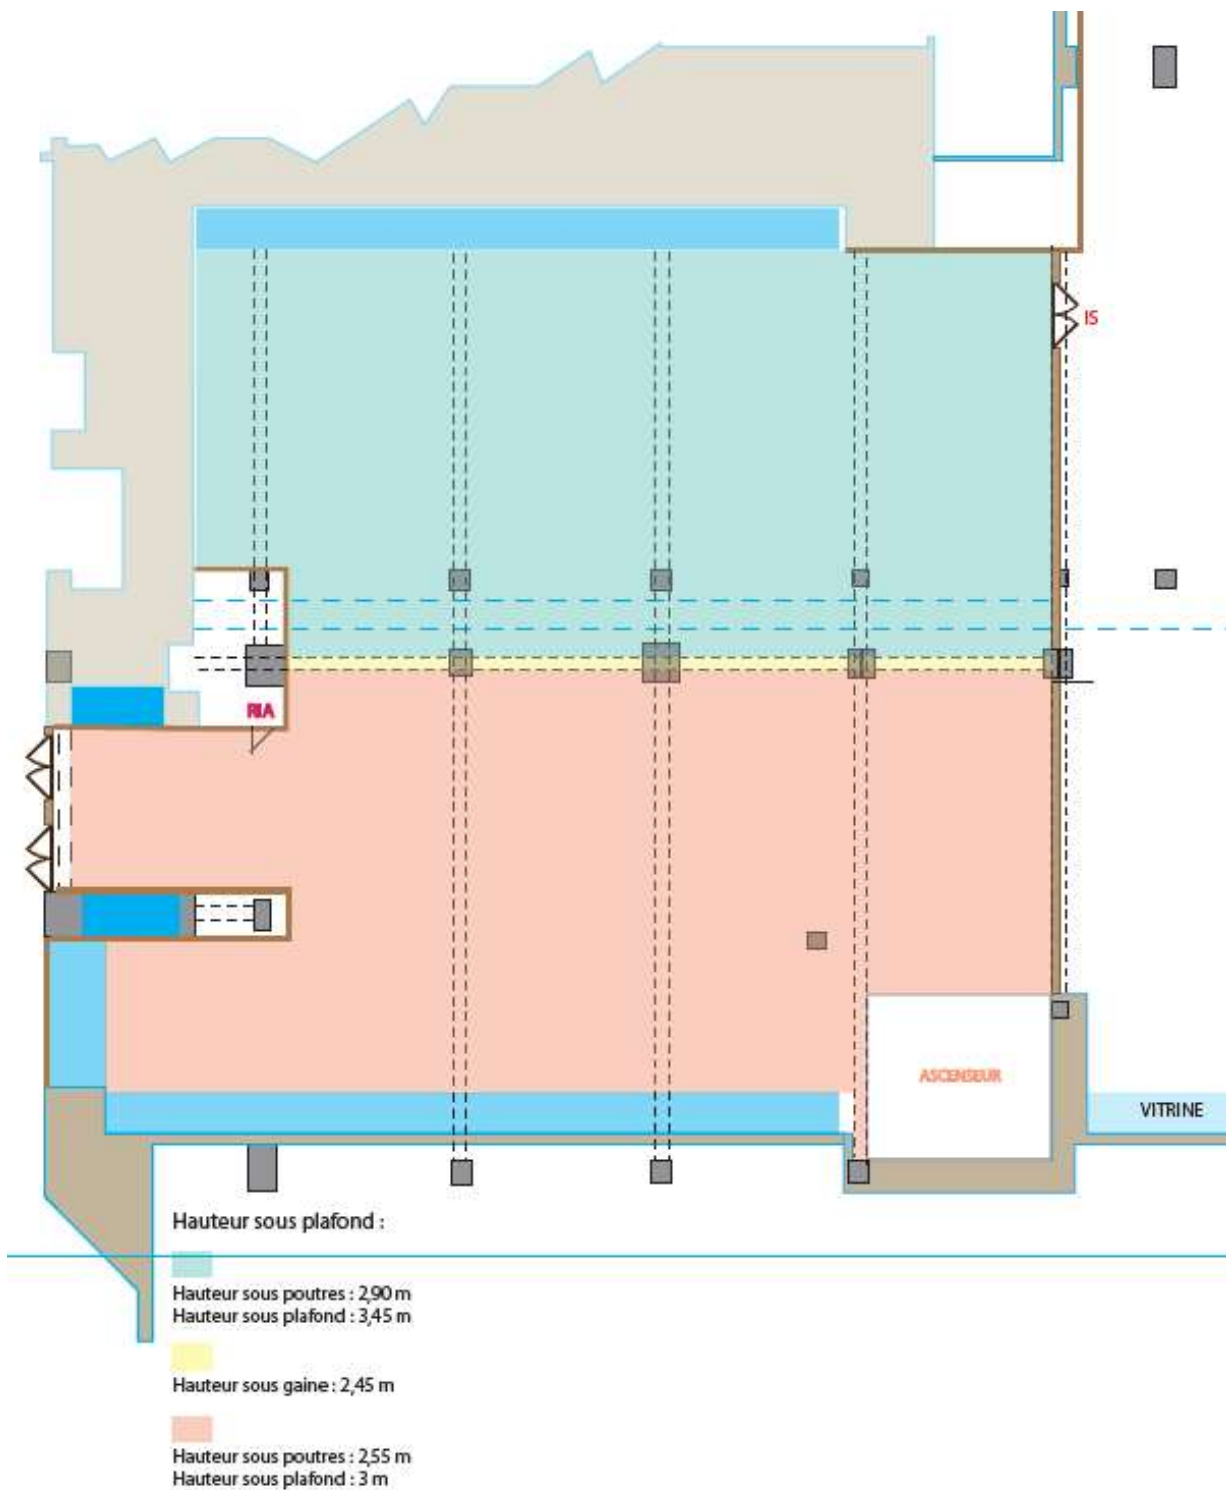 IS
RIA
ASCENSEUR
VITRINE
Hauteur sous plafond :
Hauteur sous poutres : 2,90 m
Hauteur sous plafond : 3,45 m
Hauteur sous gaine : 2,45 m
Hauteur sous poutres : 2,55 m
Hauteur sous plafond : 3 m